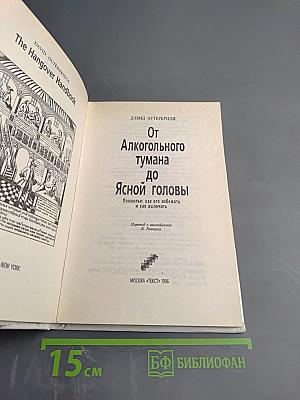 The Hangover Handbook
NEW YORK
ДЭВИД АУТЕРБРИДЖ
От
Алкогольного
тумана
до
Ясной головы
Похмелье: как его избежать
и как вылечить
Перевод с английского
МОСКВА «ТЕКСТ» 1996
15 см
БФ БИБЛИОФАН